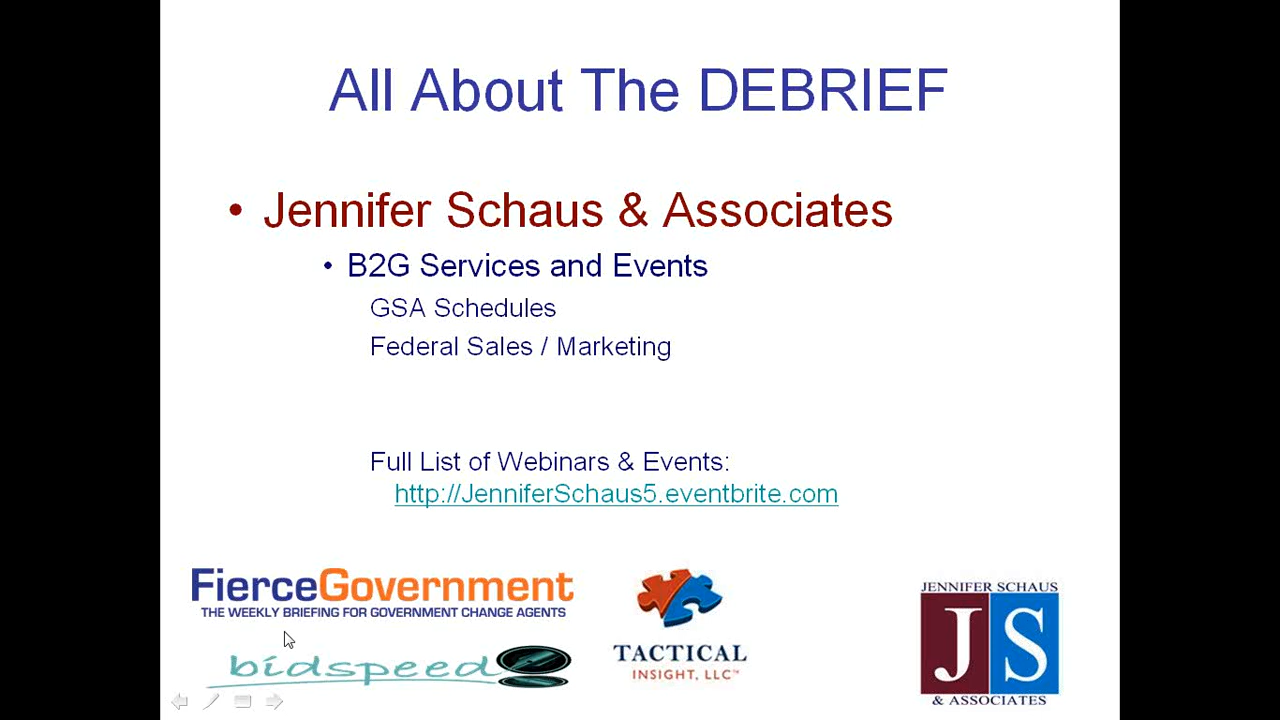 All About The DEBRIEF
• Jennifer Schaus & Associates
• B2G Services and Events
GSA Schedules
Federal Sales / Marketing
Full List of Webinars & Events:
http://JenniferSchaus5.eventbrite.com
FierceGovernment
THE WEEKLY BRIEFING FOR GOVERNMENT CHANGE AGENTS
bidspeed
TACTICAL
INSIGHT, LLC™
JENNIFER SCHAUS
JS
& ASSOCIATES